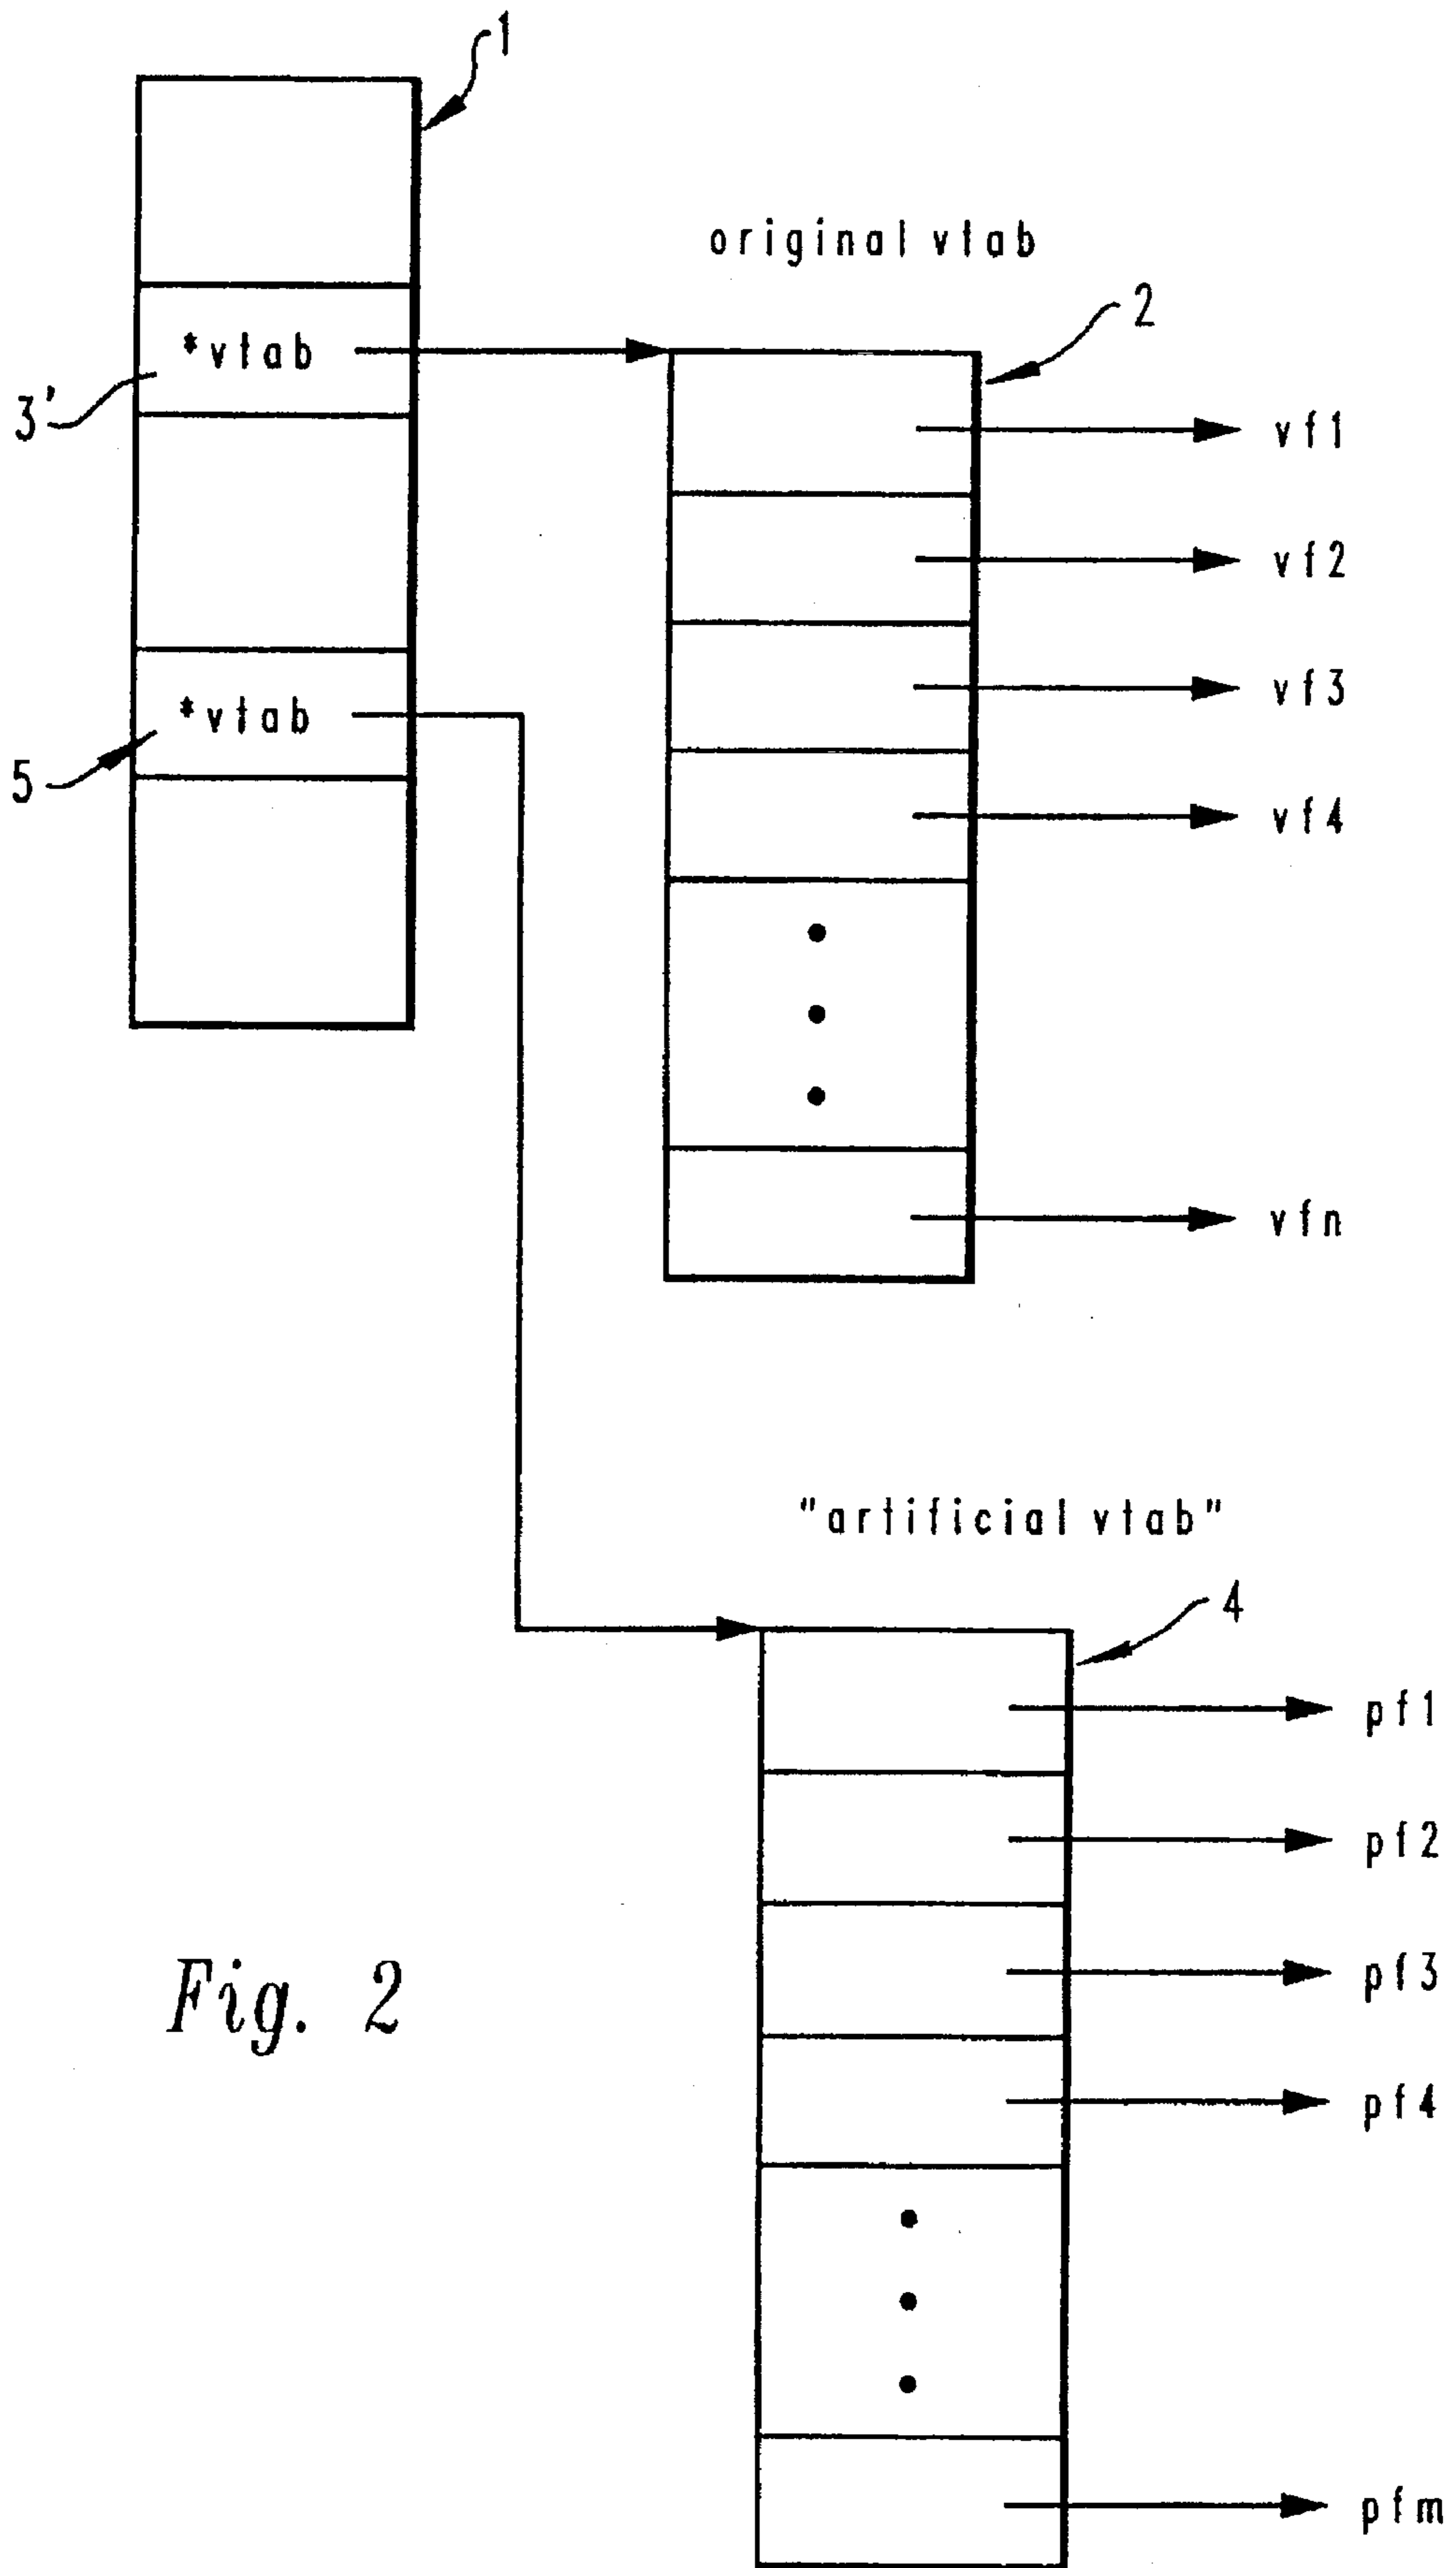 1
original vtab
2
*vtab
3'
vf1
vf2
vf3
*vtab
5
vf4
vfn
"artificial vtab"
4
pf1
pf2
pf3
pf4
pfm
Fig. 2